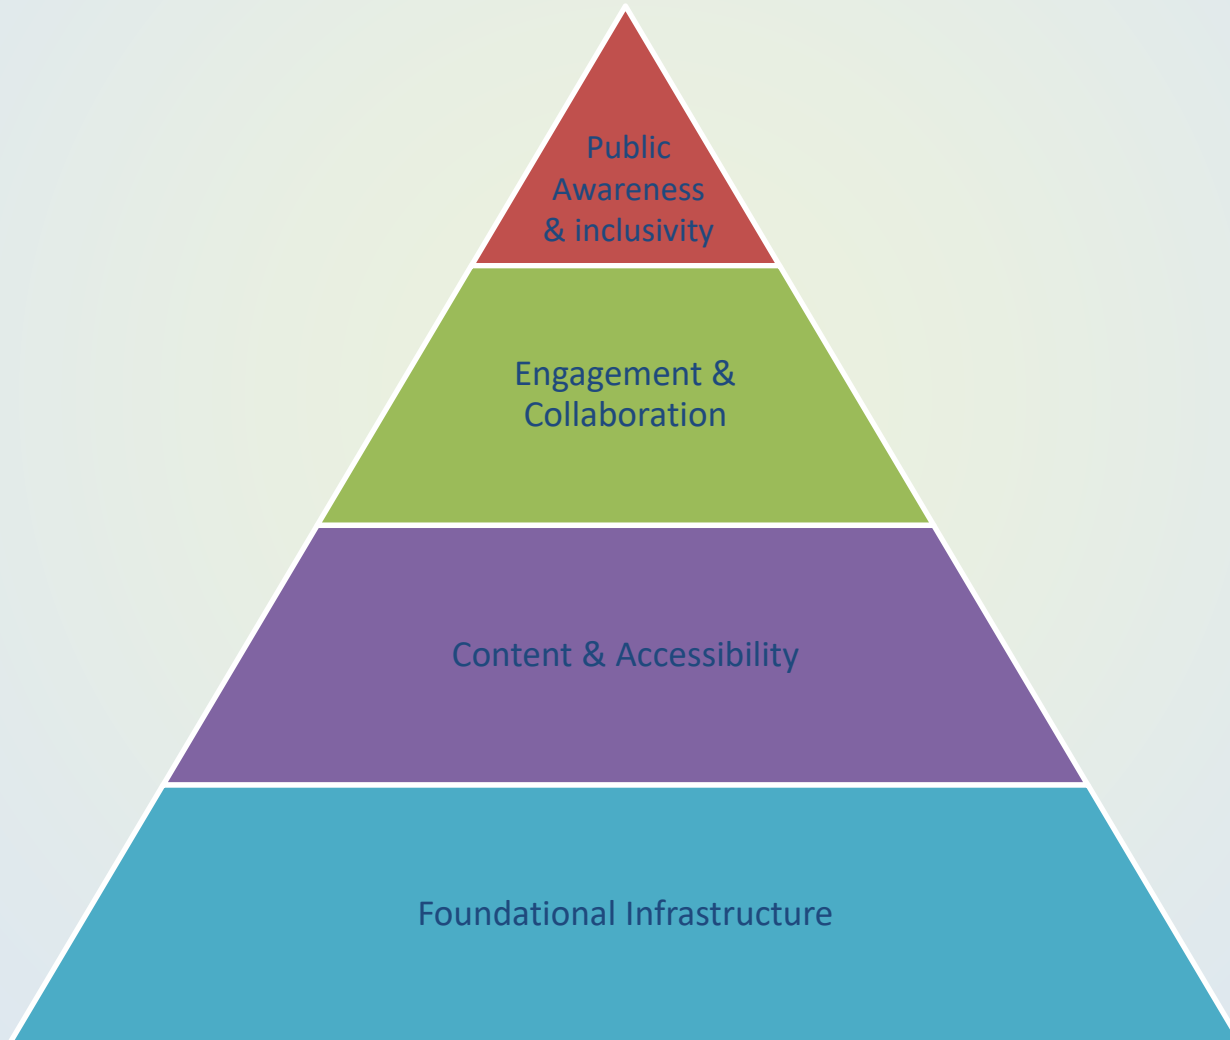 Public
Awareness
& inclusivity
Engagement &
Collaboration
Content & Accessibility
Foundational Infrastructure